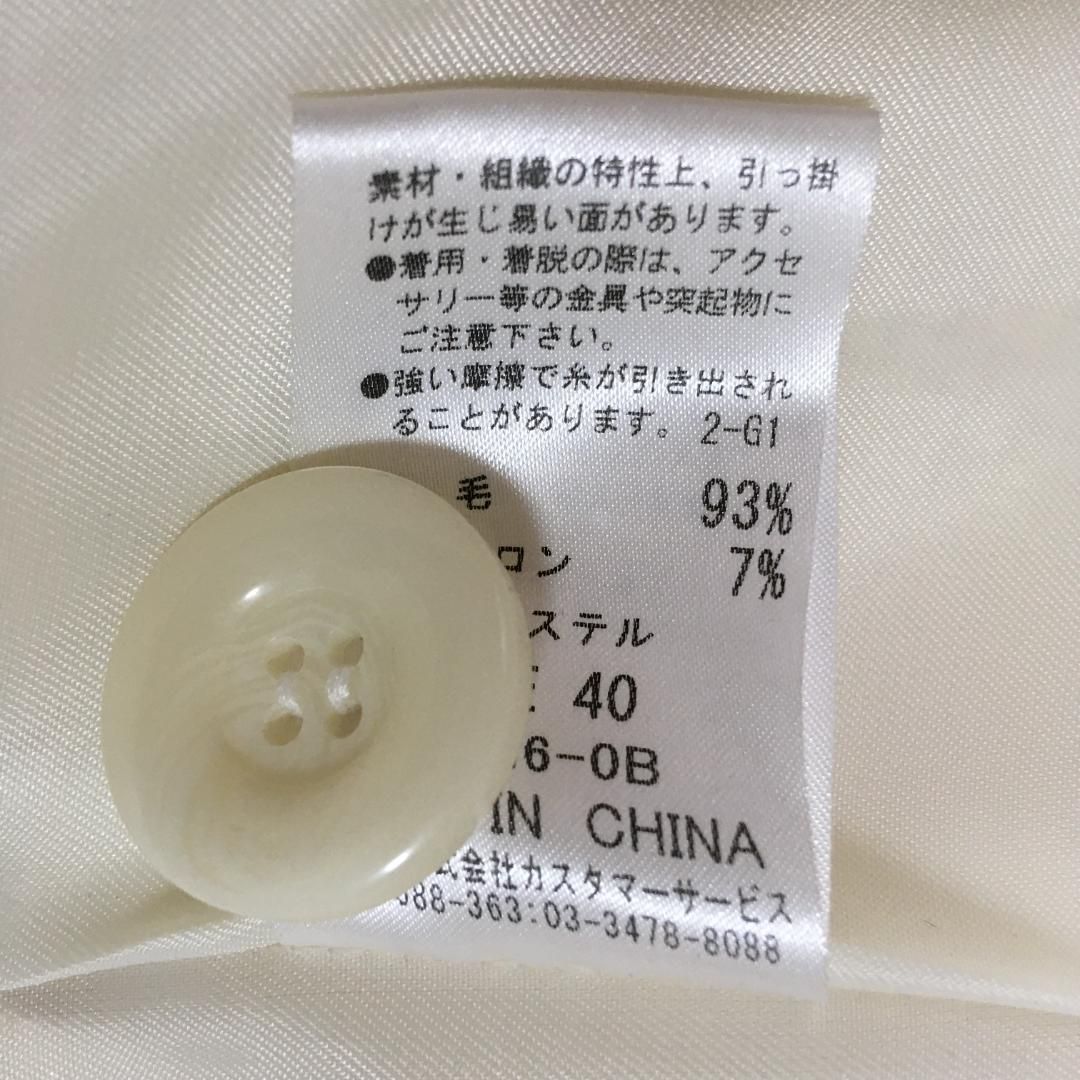 素材・組織の特性上、引っ掛
けが生じ易い面があります。
●着用・着脱の際は、アクセ
サリー等の金具や突起物に
ご注意下さい。
●強い摩擦で糸が引き出され
ることがあります。 2-G1
毛 93%
ロン 7%
ステル
40
6-0B
IN CHINA
式会社カスタマーサービス
088-363:03-3478-8088